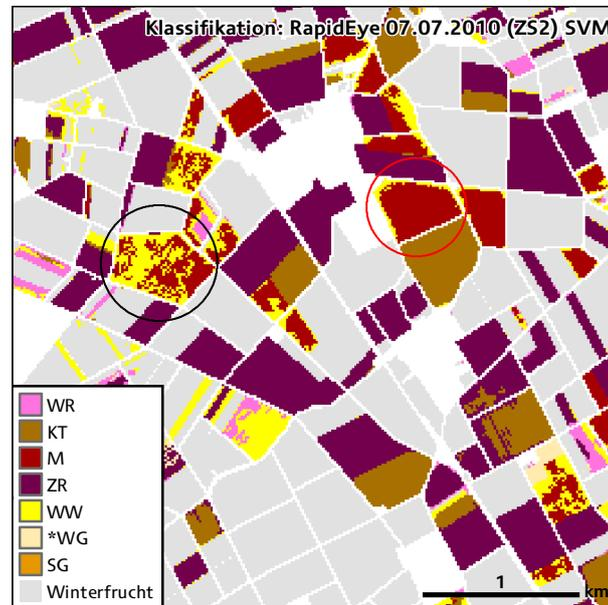 Klassifikation: RapidEye 07.07.2010 (ZS2) SVM
WR
KT
M
ZR
WW
*WG
SG
Winterfrucht
1
km